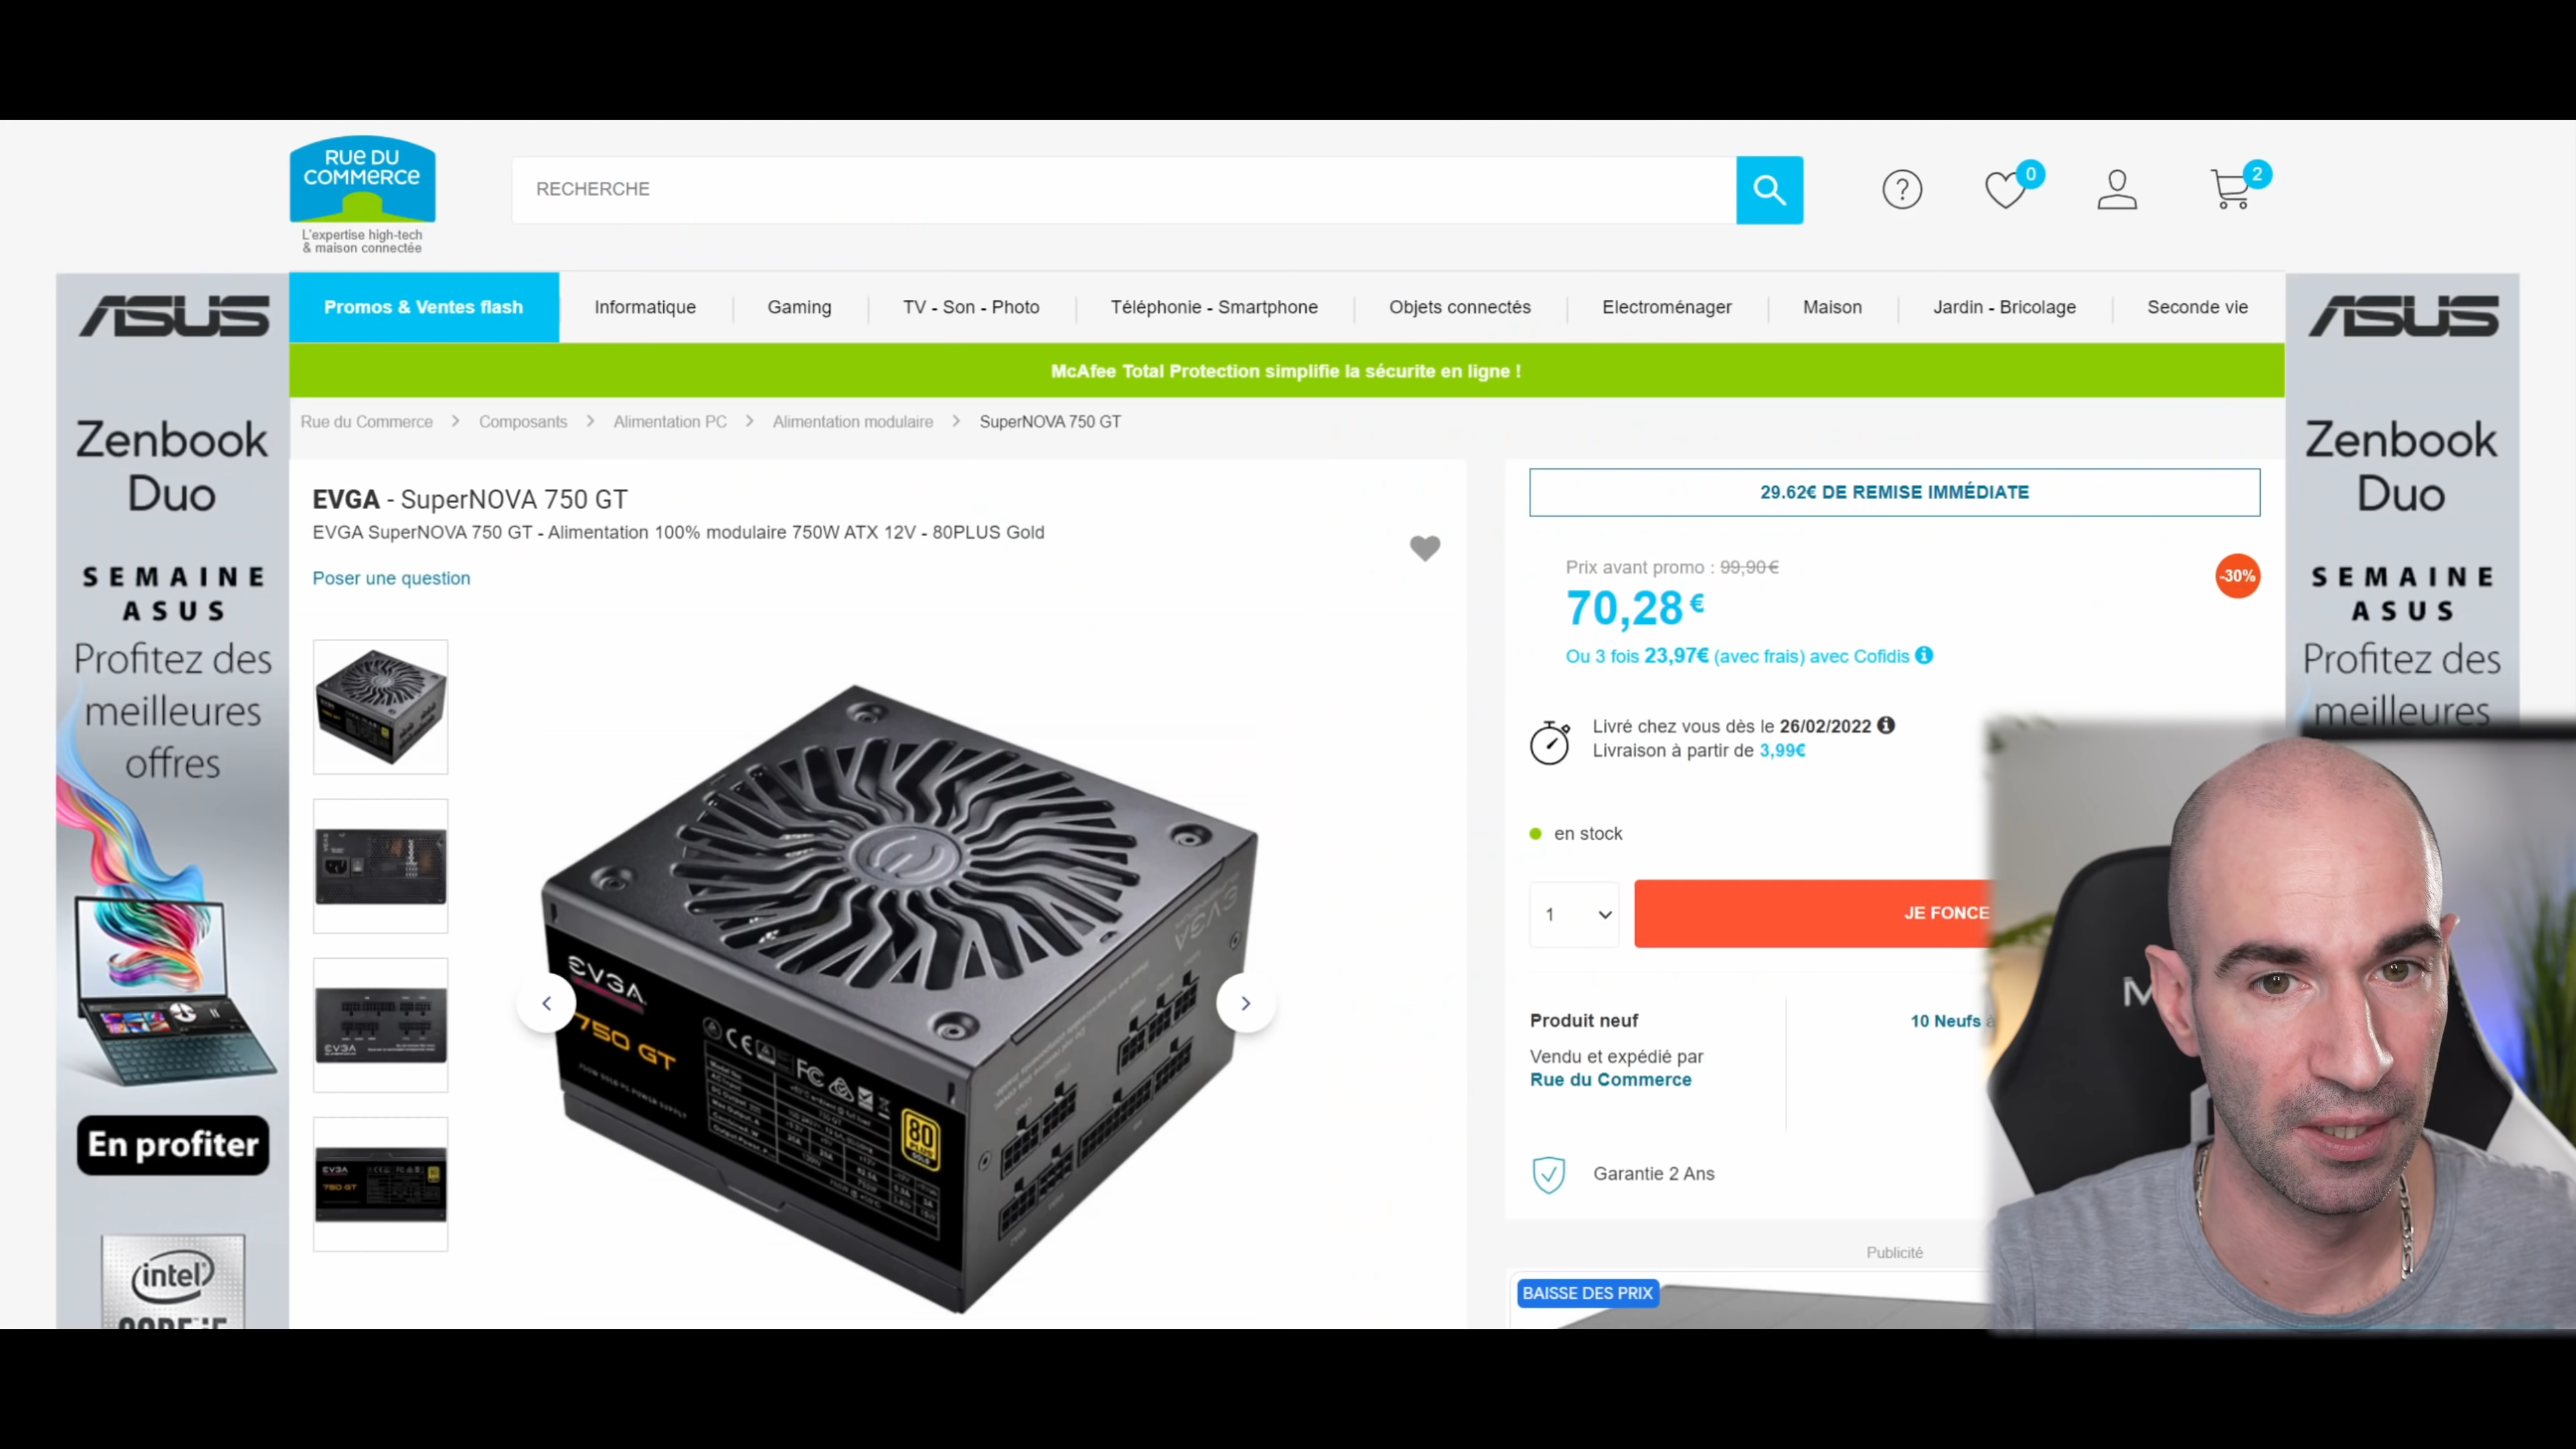 RUE DU
COMMERCE
L'expertise high-tech
& maison connectée
RECHERCHE
0
2
Promos & Ventes flash
Informatique
Gaming
TV - Son - Photo
Téléphonie - Smartphone
Objets connectés
Electroménager
Maison
Jardin - Bricolage
Seconde vie
McAfee Total Protection simplifie la sécurite en ligne !
Rue du Commerce > Composants > Alimentation PC > Alimentation modulaire > SuperNOVA 750 GT
ASUS
Zenbook
Duo
SEMAINE
ASUS
Profitez des
meilleures
offres
En profiter
intel
EVGA - SuperNOVA 750 GT
EVGA SuperNOVA 750 GT - Alimentation 100% modulaire 750W ATX 12V - 80PLUS Gold
Poser une question
EVGA
750 GT
80
PLUS
GOLD
29.62€ DE REMISE IMMÉDIATE
Prix avant promo : 99,90€
-30%
70,28€
Ou 3 fois 23,97€ (avec frais) avec Cofidis
Livré chez vous dès le 26/02/2022
Livraison à partir de 3,99€
en stock
1
JE FONCE
Produit neuf
10 Neufs à
Vendu et expédié par
Rue du Commerce
Garantie 2 Ans
Publicité
BAISSE DES PRIX
ASUS
Zenbook
Duo
SEMAINE
ASUS
Profitez des
meilleures